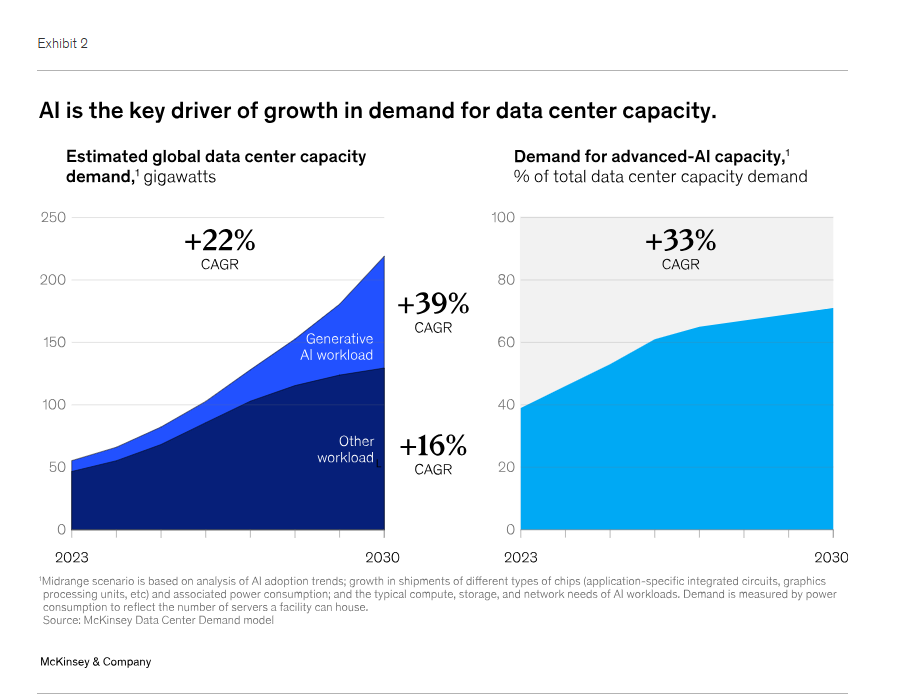 Exhibit 2
AI is the key driver of growth in demand for data center capacity.
Estimated global data center capacity
demand,¹ gigawatts
250
200
150
100
50
0
+22%
CAGR
Generative
AI workload
Other
workload
+39%
CAGR
+16%
CAGR
2023
2030
Demand for advanced-AI capacity,¹
% of total data center capacity demand
100
80
60
40
20
0
+33%
CAGR
2023
2030
¹Midrange scenario is based on analysis of AI adoption trends; growth in shipments of different types of chips (application-specific integrated circuits, graphics
processing units, etc) and associated power consumption; and the typical compute, storage, and network needs of AI workloads. Demand is measured by power
consumption to reflect the number of servers a facility can house.
Source: McKinsey Data Center Demand model
McKinsey & Company